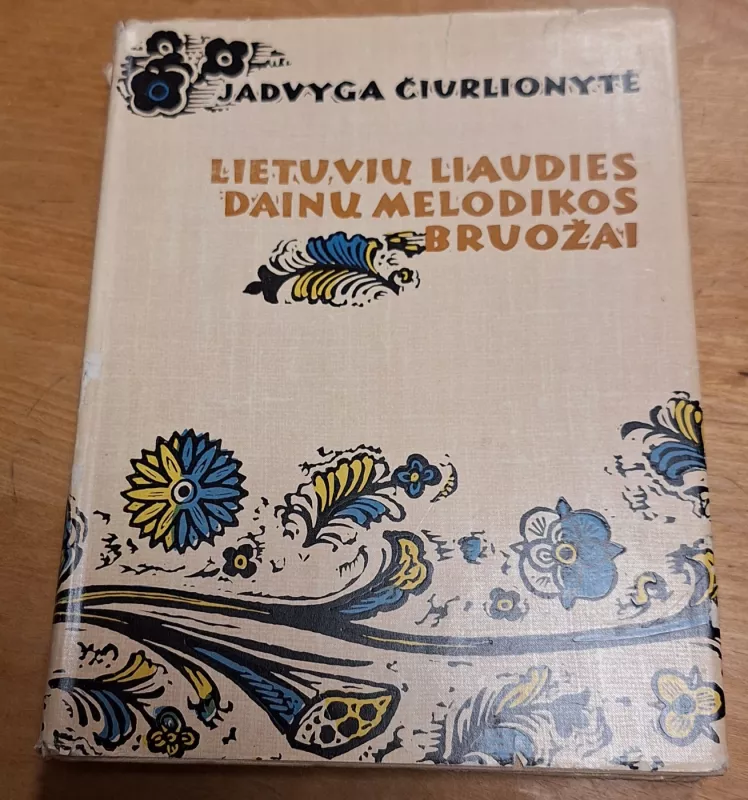 JADVYGA ČIURLIONYTĖ
LIETUVIŲ LIAUDIES
DAINŲ MELODIKOS
BRUOŽAI